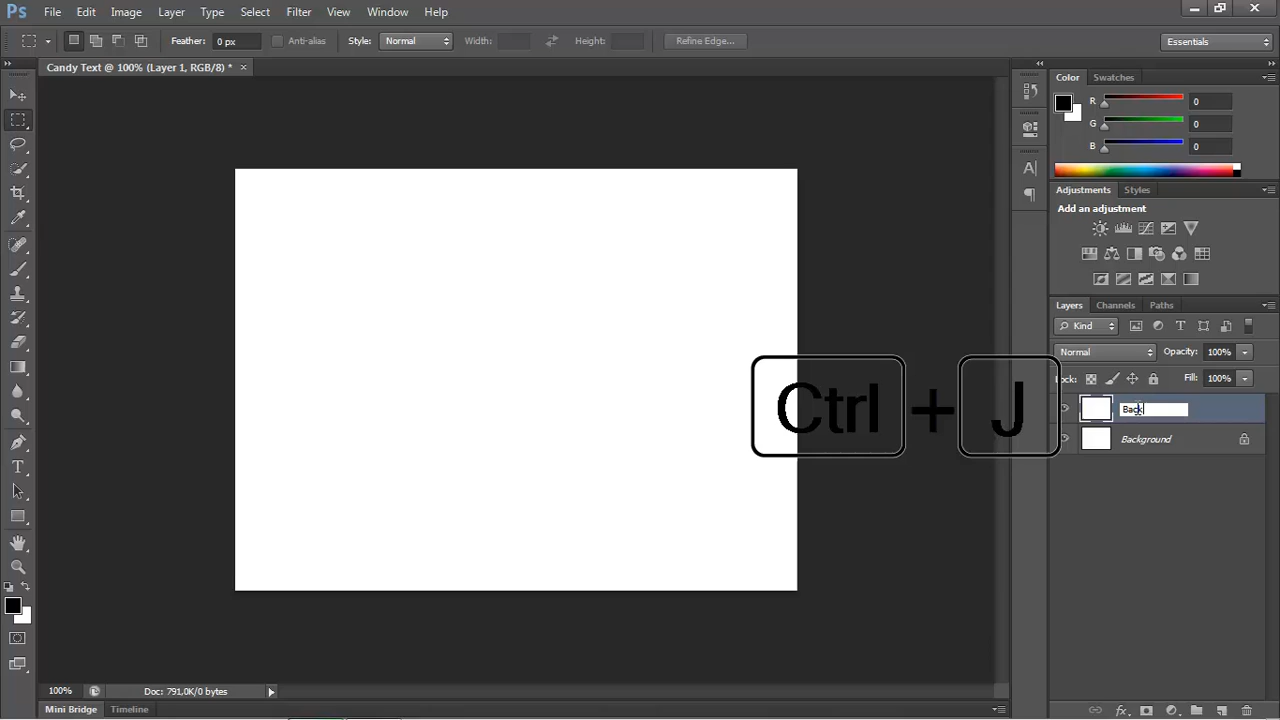 Ps File Edit Image Layer Type Select Filter View Window Help
Feather: 0 px Anti-alias Style: Normal Width: Height: Refine Edge... Essentials
Candy Text @ 100% (Layer 1, RGB/8) * ×
Color Swatches
R 0
G 0
B 0
Adjustments Styles
Add an adjustment
Layers Channels Paths
Kind
Normal Opacity: 100%
Lock: Fill: 100%
Back
Background
Ctrl + J
100% Doc: 791,0K/0 bytes
Mini Bridge Timeline